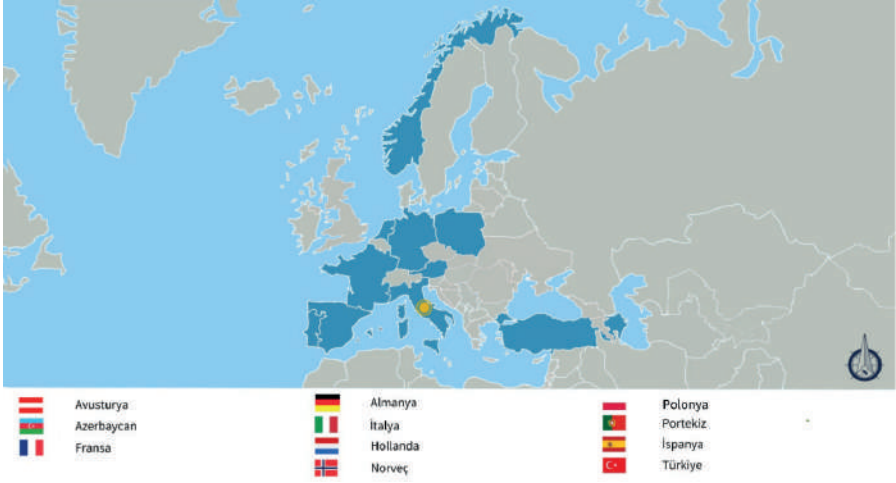 Avusturya
Azerbaycan
Fransa
Almanya
İtalya
Hollanda
Norveç
Polonya
Portekiz
İspanya
Türkiye